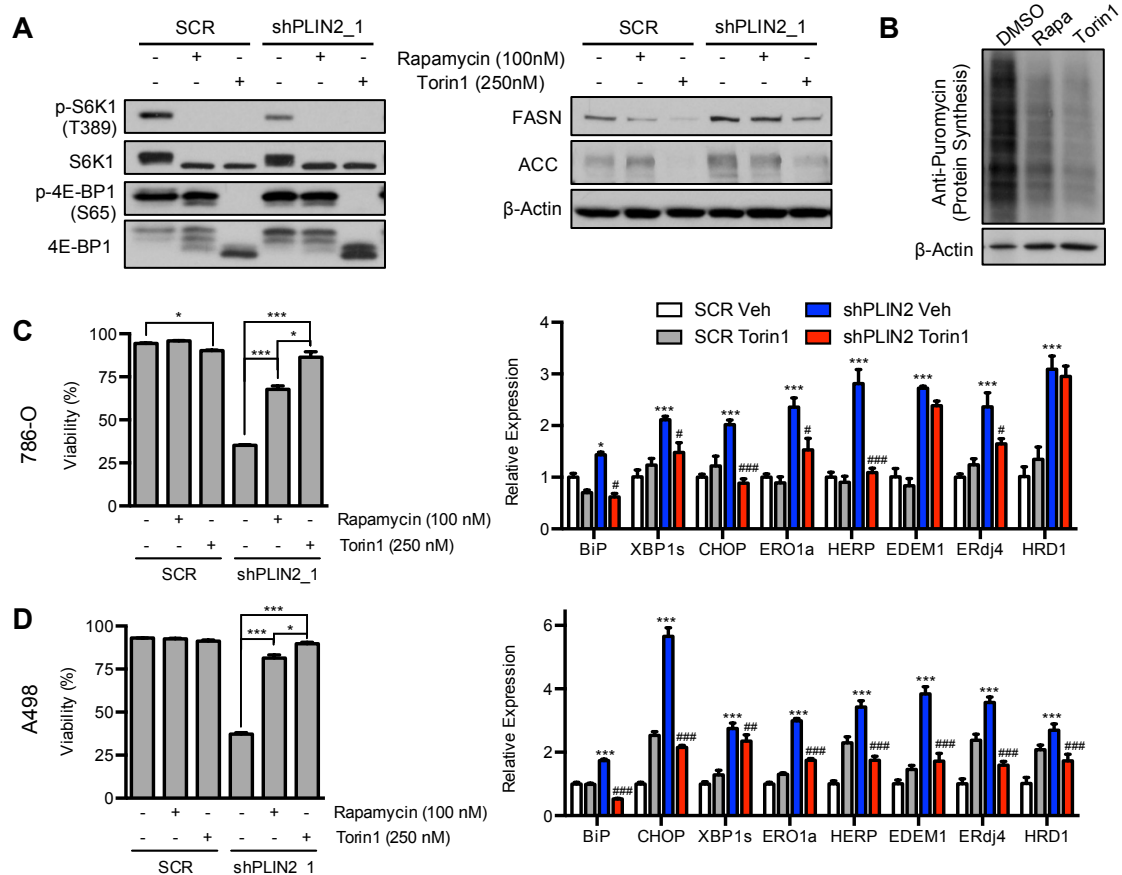 A
SCR shPLIN2_1
- + - - + - Rapamycin (100nM)
- - + - - + Torin1 (250nM)
p-S6K1
(T389)
S6K1
p-4E-BP1
(S65)
4E-BP1
SCR shPLIN2_1
- + - - + -
- - + - - +
FASN
ACC
β-Actin
B
DMSO Rapa Torin1
Anti-Puromycin
(Protein Synthesis)
β-Actin
C
786-O
Viability (%)
100
75
50
25
0
* *** *** *
- + - - + - Rapamycin (100 nM)
- - + - - + Torin1 (250 nM)
SCR shPLIN2_1
SCR Veh shPLIN2 Veh
SCR Torin1 shPLIN2 Torin1
Relative Expression
4
3
2
1
0
* # *** # *** ### *** # *** ### *** *** # ***
BiP XBP1s CHOP ERO1a HERP EDEM1 ERdj4 HRD1
D
A498
Viability (%)
100
75
50
25
0
*** *** *
- + - - + - Rapamycin (100 nM)
- - + - - + Torin1 (250 nM)
SCR shPLIN2_1
Relative Expression
6
4
2
0
*** ### *** ### *** ## *** ### *** ### *** ### *** ### *** ###
BiP CHOP XBP1s ERO1a HERP EDEM1 ERdj4 HRD1